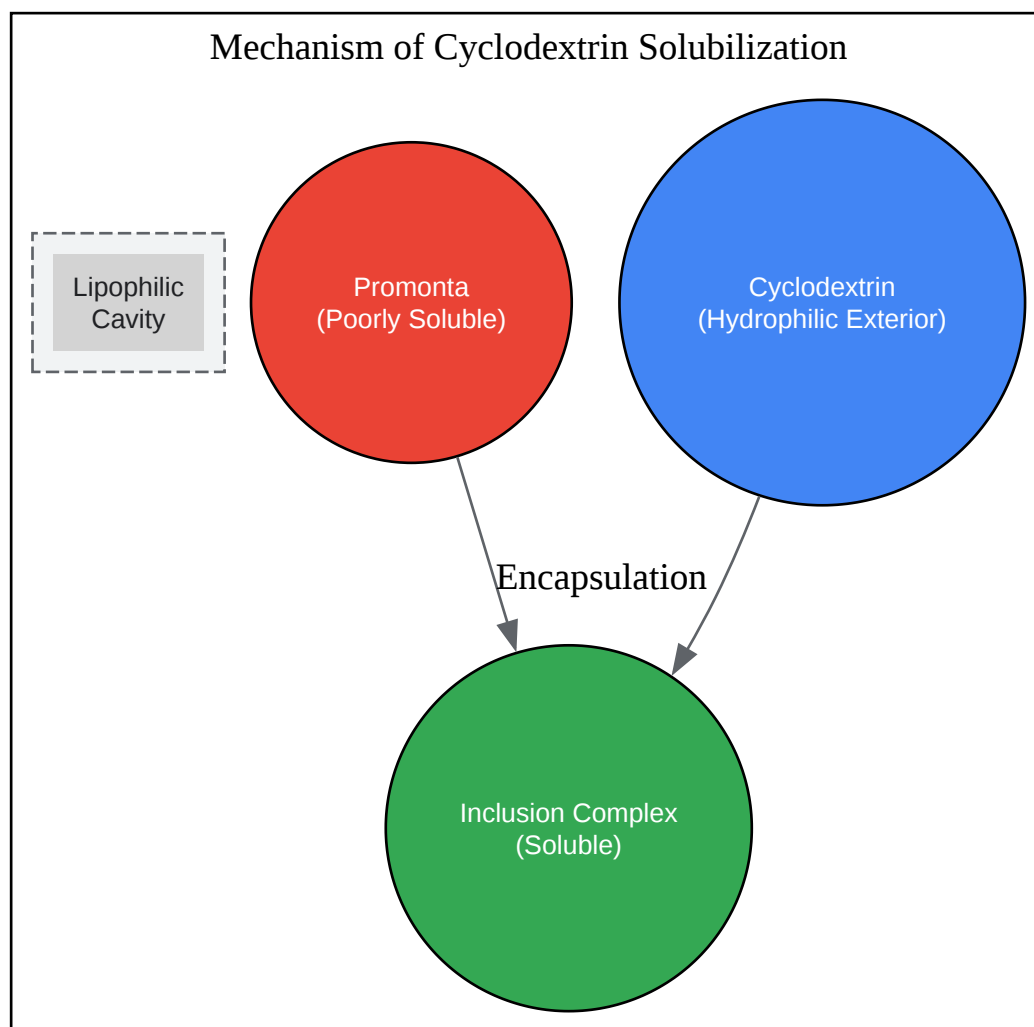 Mechanism of Cyclodextrin Solubilization
Lipophilic
Cavity
Promonta
(Poorly Soluble)
Cyclodextrin
(Hydrophilic Exterior)
Encapsulation
Inclusion Complex
(Soluble)